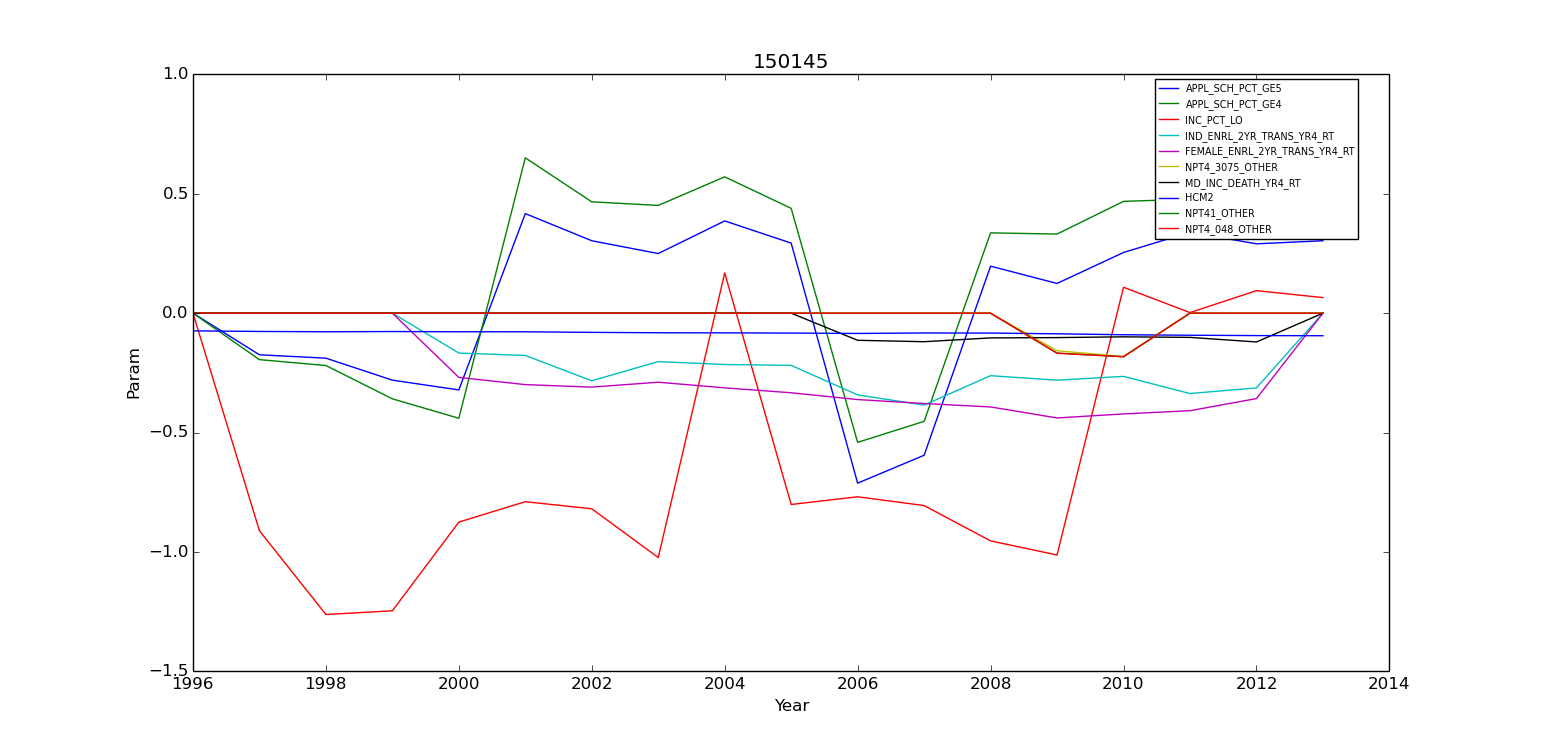 150145
1.0
0.5
0.0
−0.5
−1.0
−1.5
Param
APPL_SCH_PCT_GE5
APPL_SCH_PCT_GE4
INC_PCT_LO
IND_ENRL_2YR_TRANS_YR4_RT
FEMALE_ENRL_2YR_TRANS_YR4_RT
NPT4_3075_OTHER
MD_INC_DEATH_YR4_RT
HCM2
NPT41_OTHER
NPT4_048_OTHER
1996 1998 2000 2002 2004 2006 2008 2010 2012 2014
Year